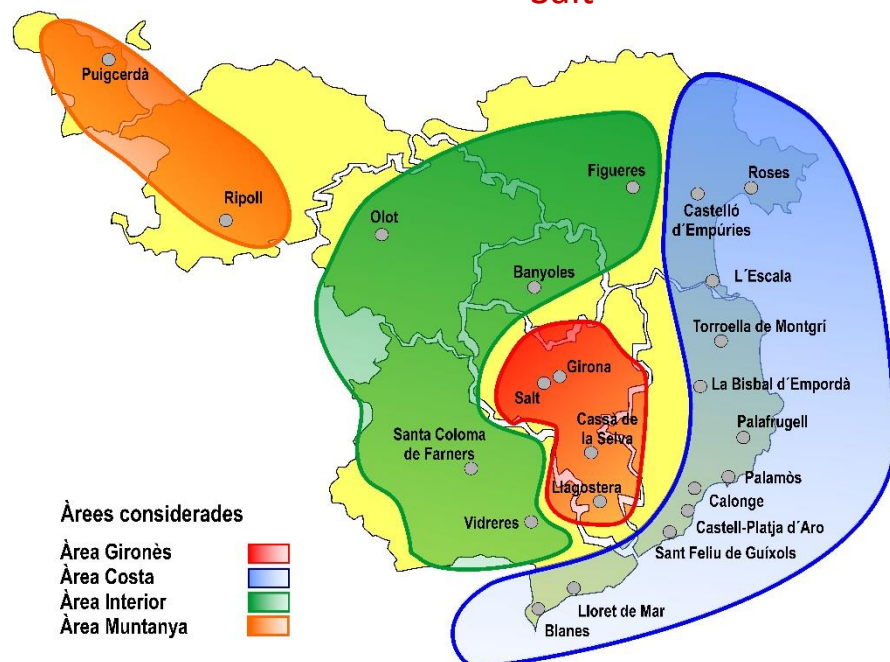 Salt
Puigcerdà
Ripoll
Olot
Figueres
Banyoles
Roses
Castelló
d´Empúries
L´Escala
Torroella de Montgrí
La Bisbal d´Empordà
Palafrugell
Palamòs
Calonge
Castell-Platja d´Aro
Sant Feliu de Guíxols
Lloret de Mar
Blanes
Girona
Salt
Cassà de
la Selva
Llagostera
Santa Coloma
de Farners
Vidreres
Àrees considerades
Àrea Gironès
Àrea Costa
Àrea Interior
Àrea Muntanya